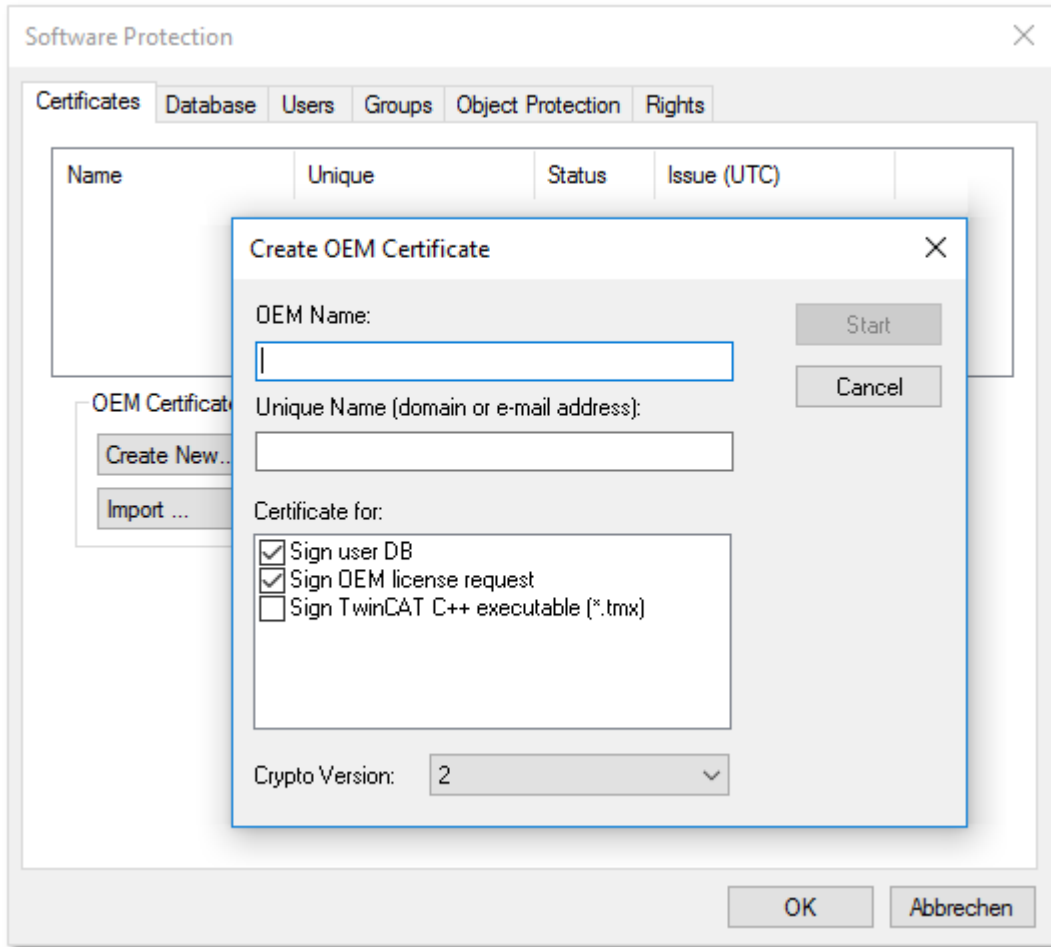 Software Protection
Certificates Database Users Groups Object Protection Rights
Name Unique Status Issue (UTC)
Create OEM Certificate
OEM Name:
Start
Cancel
OEM Certificate
Unique Name (domain or e-mail address):
Create New...
Import ...
Certificate for:
Sign user DB
Sign OEM license request
Sign TwinCAT C++ executable (*.tmx)
Crypto Version: 2
OK Abbrechen